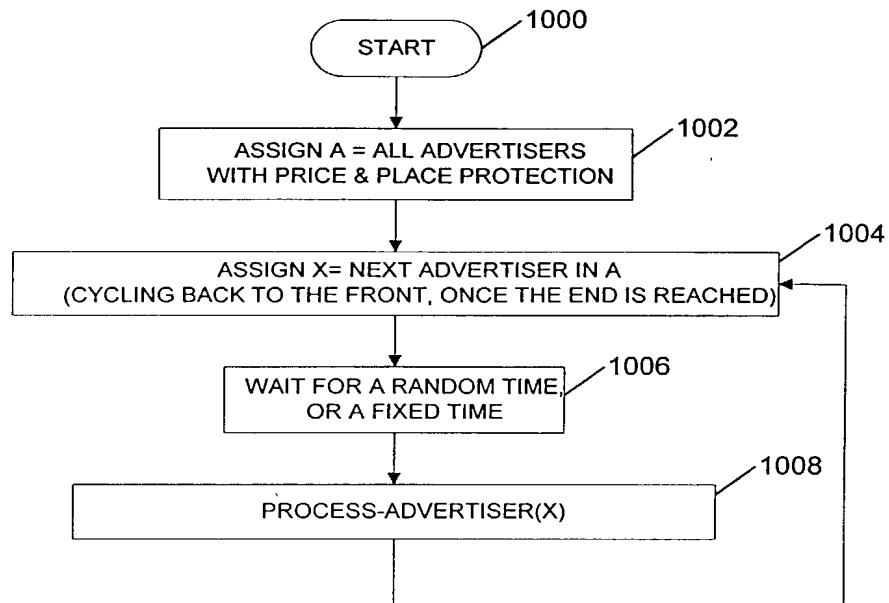 START
1000
ASSIGN A = ALL ADVERTISERS
WITH PRICE & PLACE PROTECTION
1002
ASSIGN X= NEXT ADVERTISER IN A
(CYCLING BACK TO THE FRONT, ONCE THE END IS REACHED)
1004
WAIT FOR A RANDOM TIME,
OR A FIXED TIME
1006
PROCESS-ADVERTISER(X)
1008